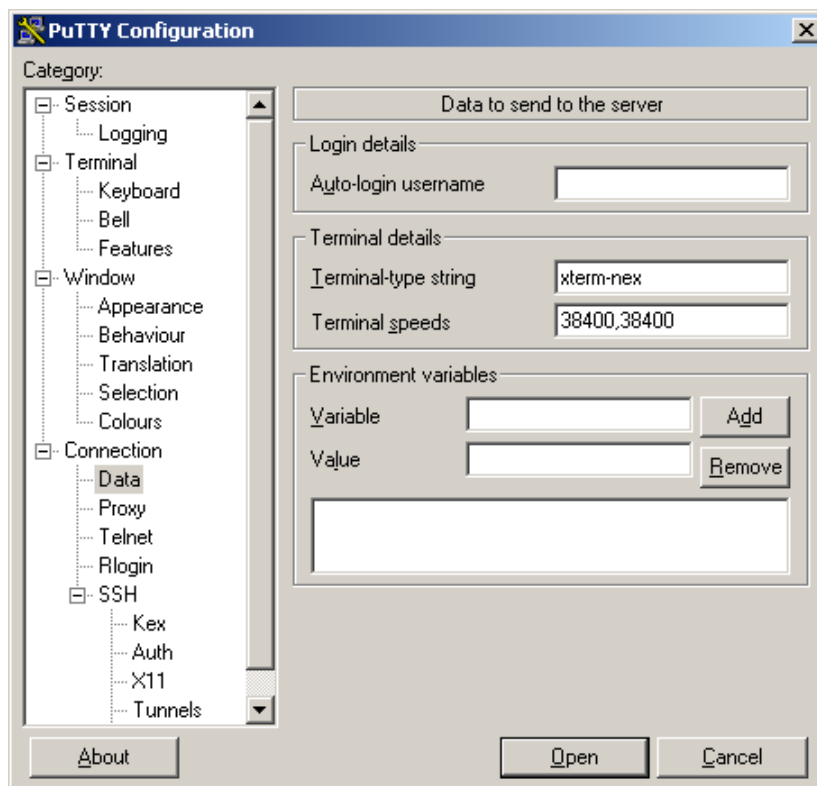 PuTTY Configuration
Category:
Session
Logging
Terminal
Keyboard
Bell
Features
Window
Appearance
Behaviour
Translation
Selection
Colours
Connection
Data
Proxy
Telnet
Rlogin
SSH
Kex
Auth
X11
Tunnels
Data to send to the server
Login details
Auto-login username
Terminal details
Terminal-type string xterm-nex
Terminal speeds 38400,38400
Environment variables
Variable Add
Value Remove
About Open Cancel